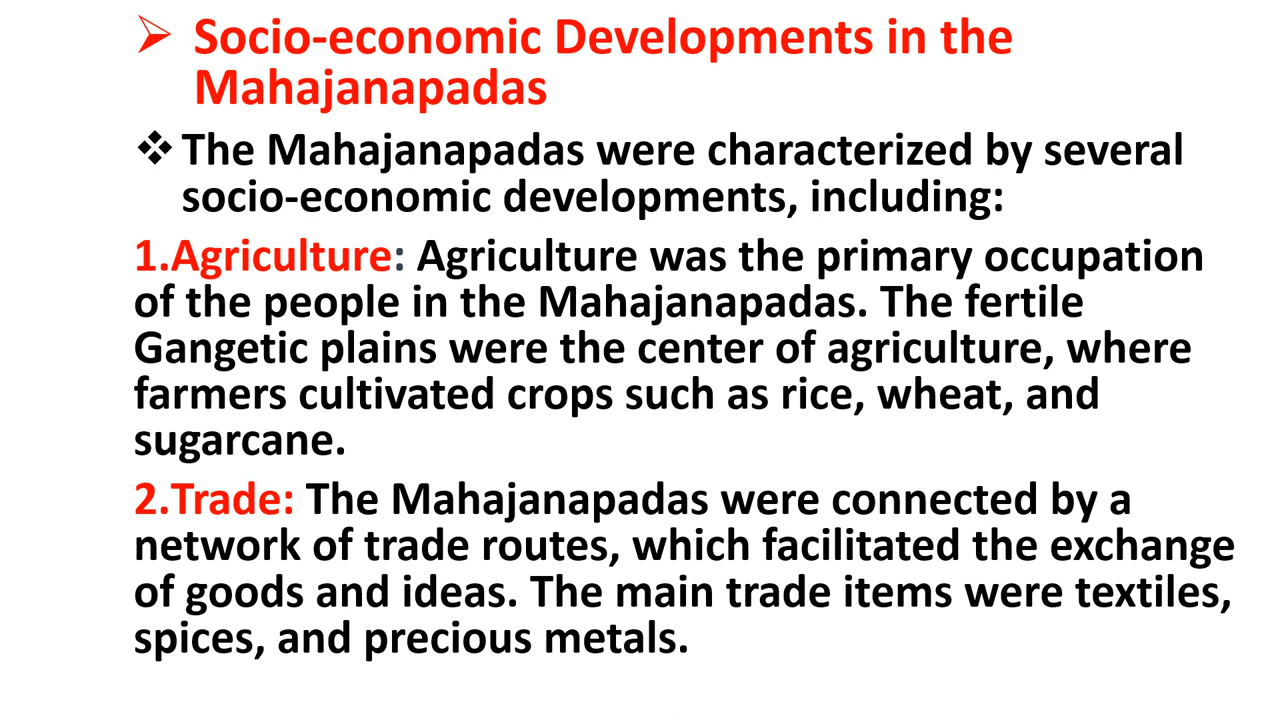 ➢ Socio-economic Developments in the
Mahajanapadas
❖ The Mahajanapadas were characterized by several
socio-economic developments, including:
1.Agriculture: Agriculture was the primary occupation
of the people in the Mahajanapadas. The fertile
Gangetic plains were the center of agriculture, where
farmers cultivated crops such as rice, wheat, and
sugarcane.
2.Trade: The Mahajanapadas were connected by a
network of trade routes, which facilitated the exchange
of goods and ideas. The main trade items were textiles,
spices, and precious metals.